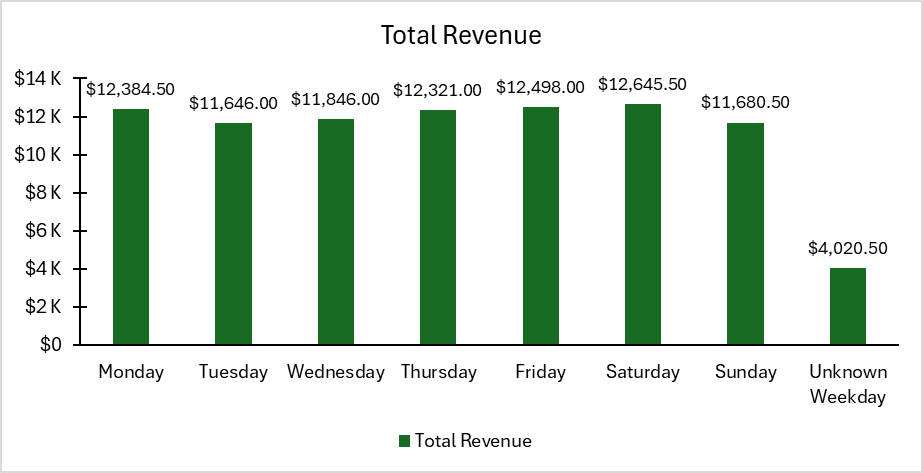 Total Revenue
$14 K
$12 K
$10 K
$8 K
$6 K
$4 K
$2 K
$0
$12,384.50
$11,646.00
$11,846.00
$12,321.00
$12,498.00
$12,645.50
$11,680.50
$4,020.50
Monday
Tuesday
Wednesday
Thursday
Friday
Saturday
Sunday
Unknown
Weekday
Total Revenue